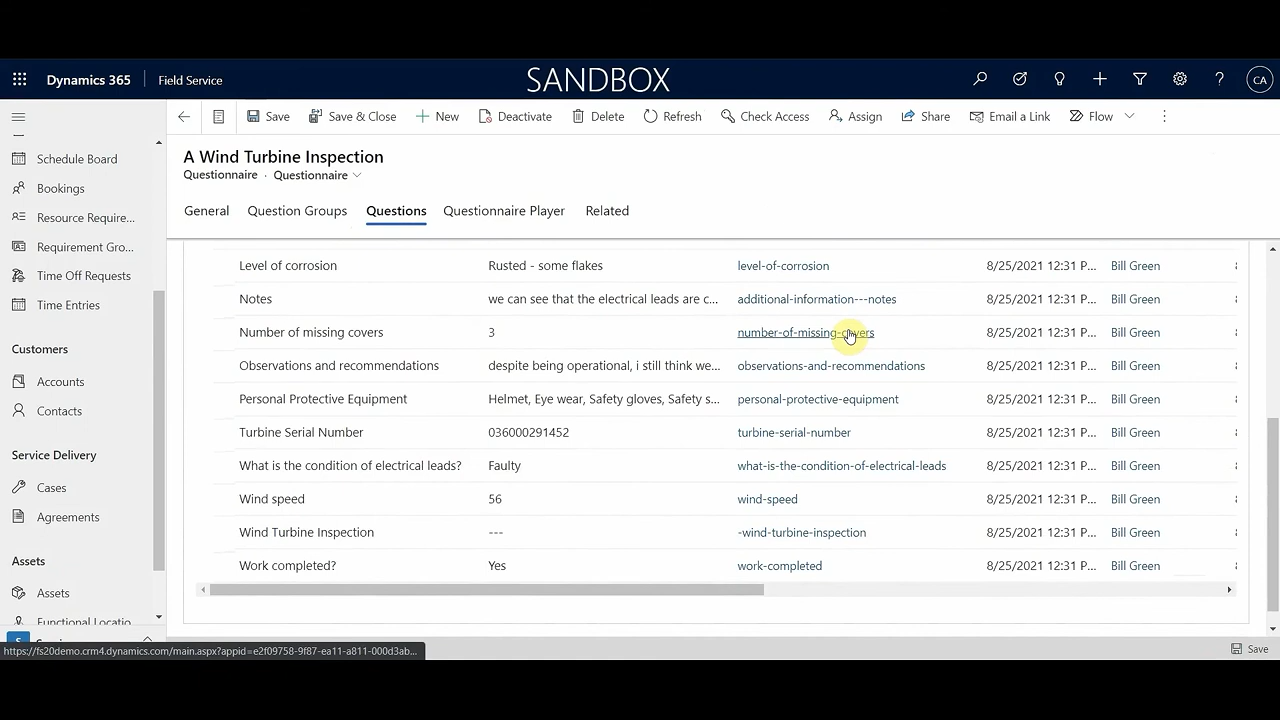 Dynamics 365 Field Service SANDBOX CA
Save Save & Close New Deactivate Delete Refresh Check Access Assign Share Email a Link Flow
A Wind Turbine Inspection
Questionnaire · Questionnaire
General Question Groups Questions Questionnaire Player Related
Schedule Board
Bookings
Resource Require...
Requirement Gro...
Time Off Requests
Time Entries
Customers
Accounts
Contacts
Service Delivery
Cases
Agreements
Assets
Assets
Functional Locatio
Level of corrosion Rusted - some flakes level-of-corrosion 8/25/2021 12:31 P... Bill Green
Notes we can see that the electrical leads are c... additional-information---notes 8/25/2021 12:31 P... Bill Green
Number of missing covers 3 number-of-missing-covers 8/25/2021 12:31 P... Bill Green
Observations and recommendations despite being operational, i still think we... observations-and-recommendations 8/25/2021 12:31 P... Bill Green
Personal Protective Equipment Helmet, Eye wear, Safety gloves, Safety s... personal-protective-equipment 8/25/2021 12:31 P... Bill Green
Turbine Serial Number 036000291452 turbine-serial-number 8/25/2021 12:31 P... Bill Green
What is the condition of electrical leads? Faulty what-is-the-condition-of-electrical-leads 8/25/2021 12:31 P... Bill Green
Wind speed 56 wind-speed 8/25/2021 12:31 P... Bill Green
Wind Turbine Inspection --- -wind-turbine-inspection 8/25/2021 12:31 P... Bill Green
Work completed? Yes work-completed 8/25/2021 12:31 P... Bill Green
https://fs20demo.crm4.dynamics.com/main.aspx?appid=e2f09758-9f87-ea11-a811-000d3ab...
Save